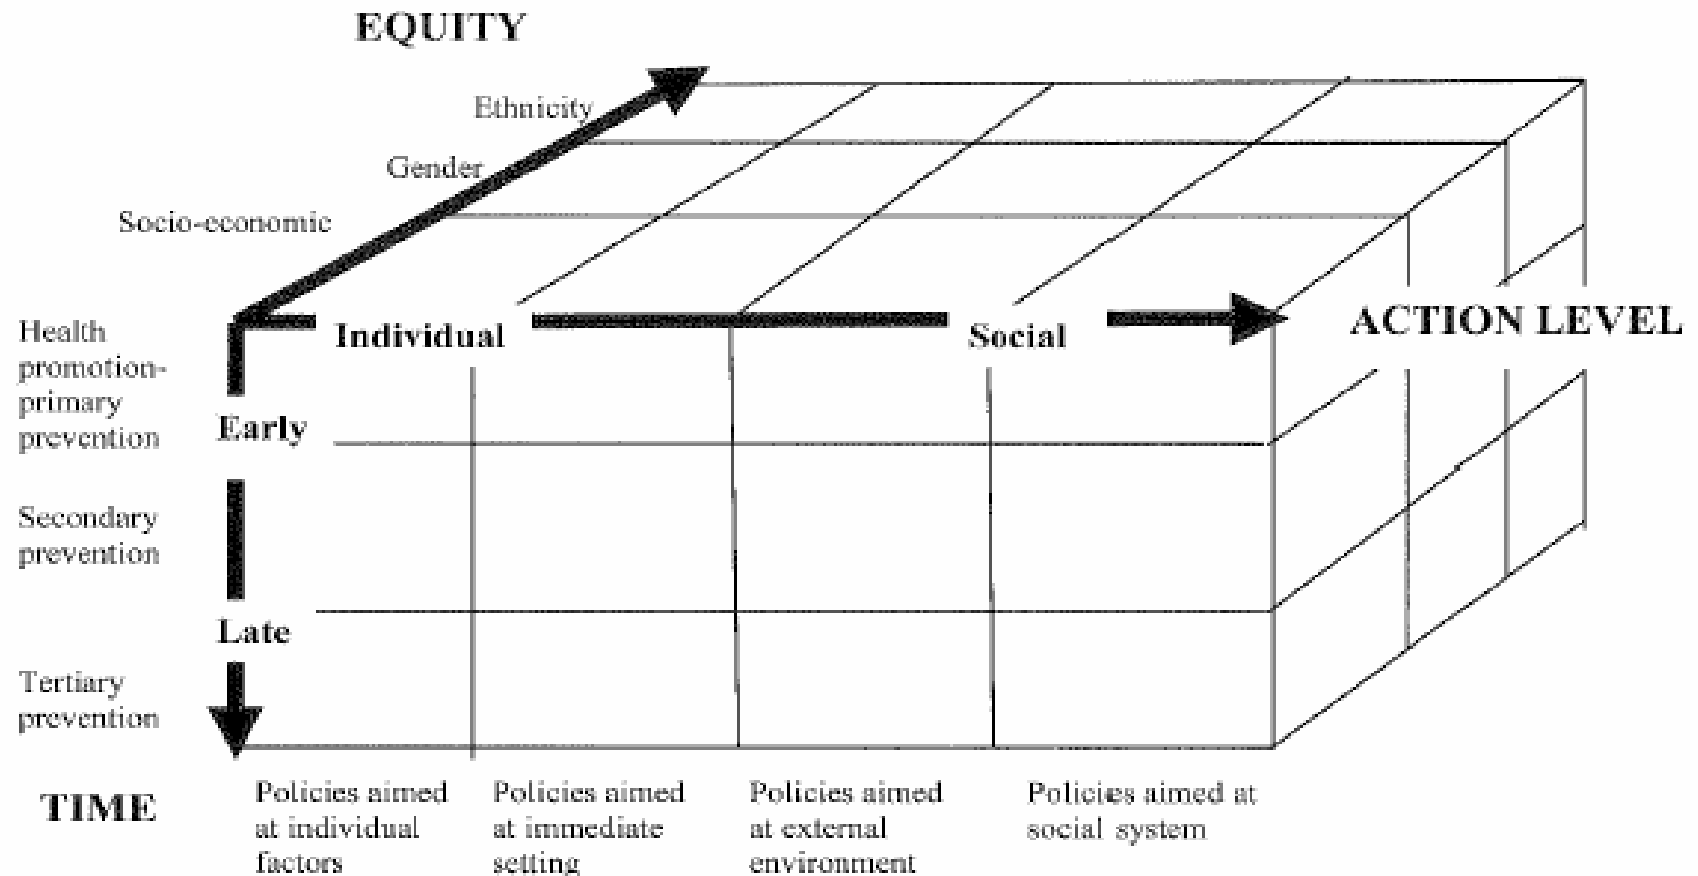 EQUITY
Ethnicity
Gender
Socio-economic
Health
promotion-
primary
prevention
Individual
Social
ACTION LEVEL
Early
Secondary
prevention
Late
Tertiary
prevention
TIME
Policies aimed
at individual
factors
Policies aimed
at immediate
setting
Policies aimed
at external
environment
Policies aimed at
social system